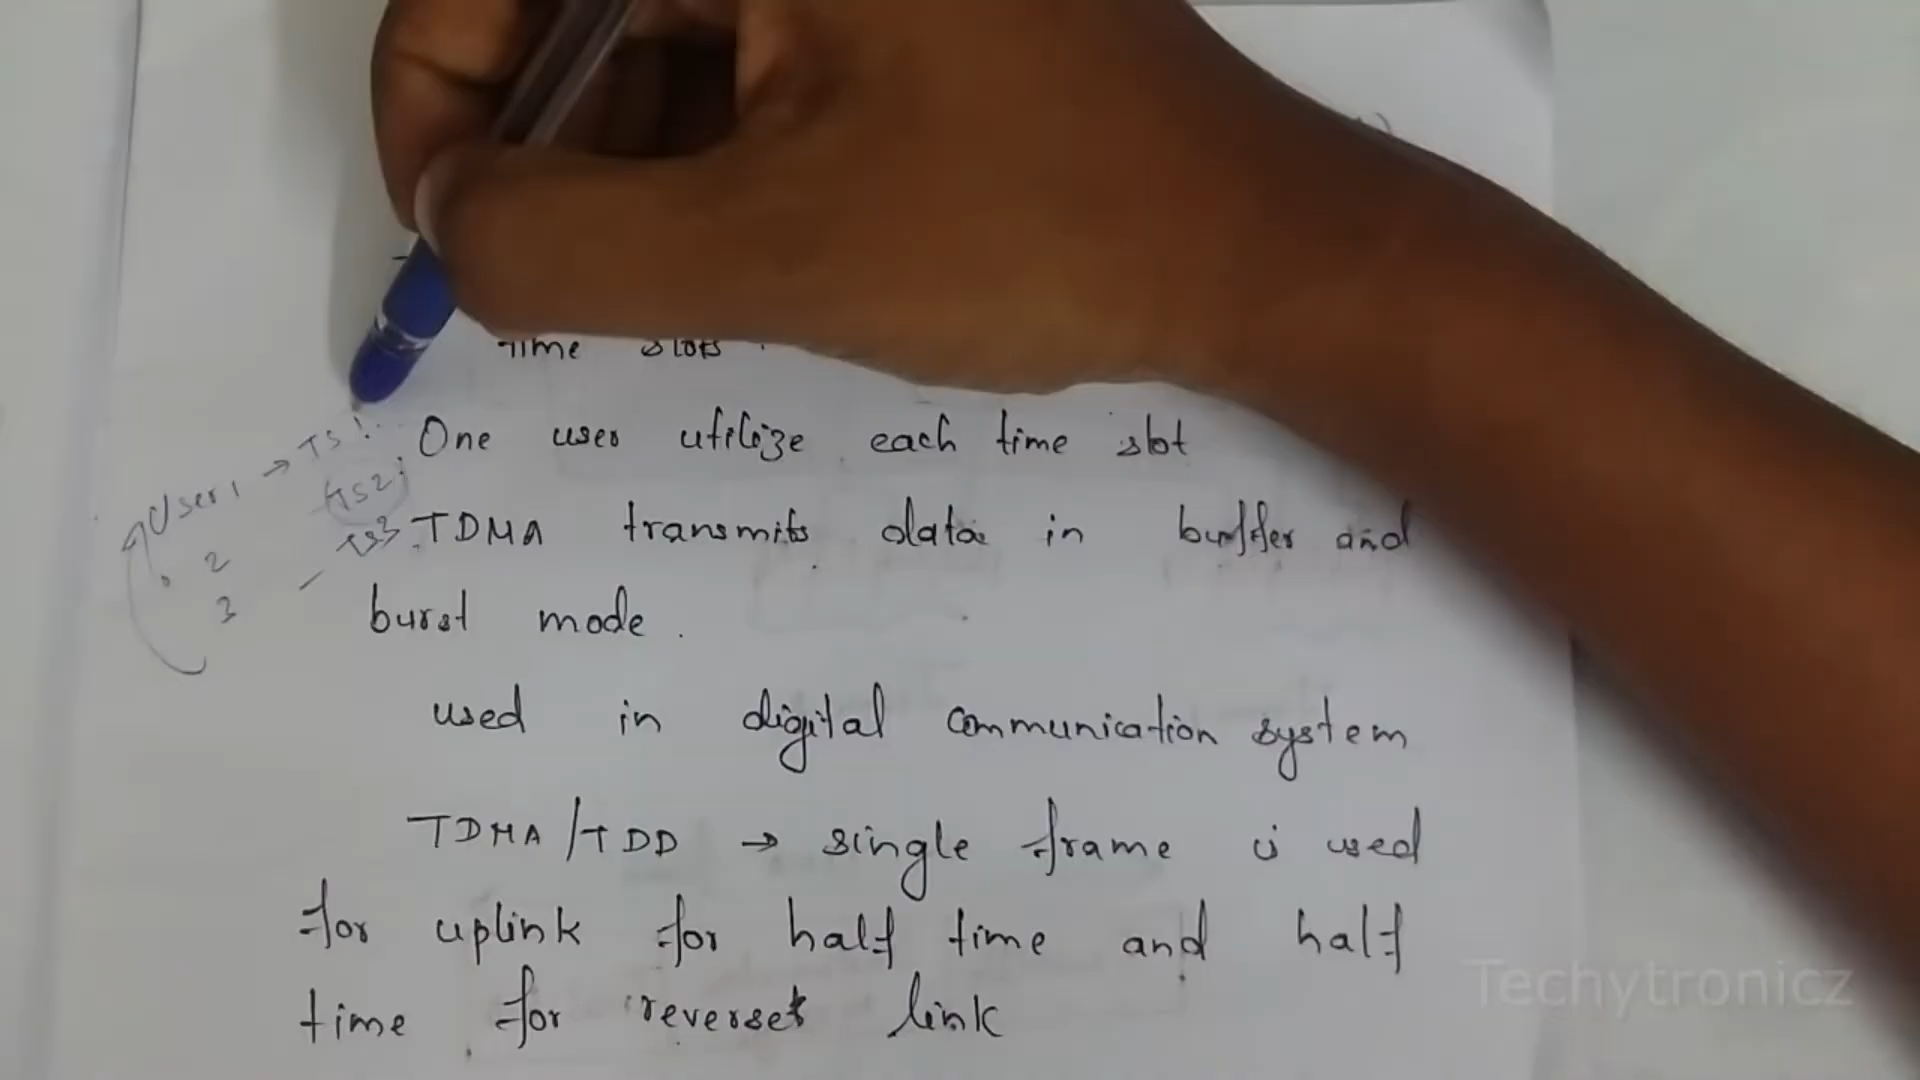 Time slots.
One user utilize each time slot
User 1 → TS1
TS2
TS3
2
3
TDMA transmits data in buffer and
burst mode.
used in digital communication system
TDMA/TDD → single frame is used
for uplink for half time and half
time for reverse link
Techytronicz